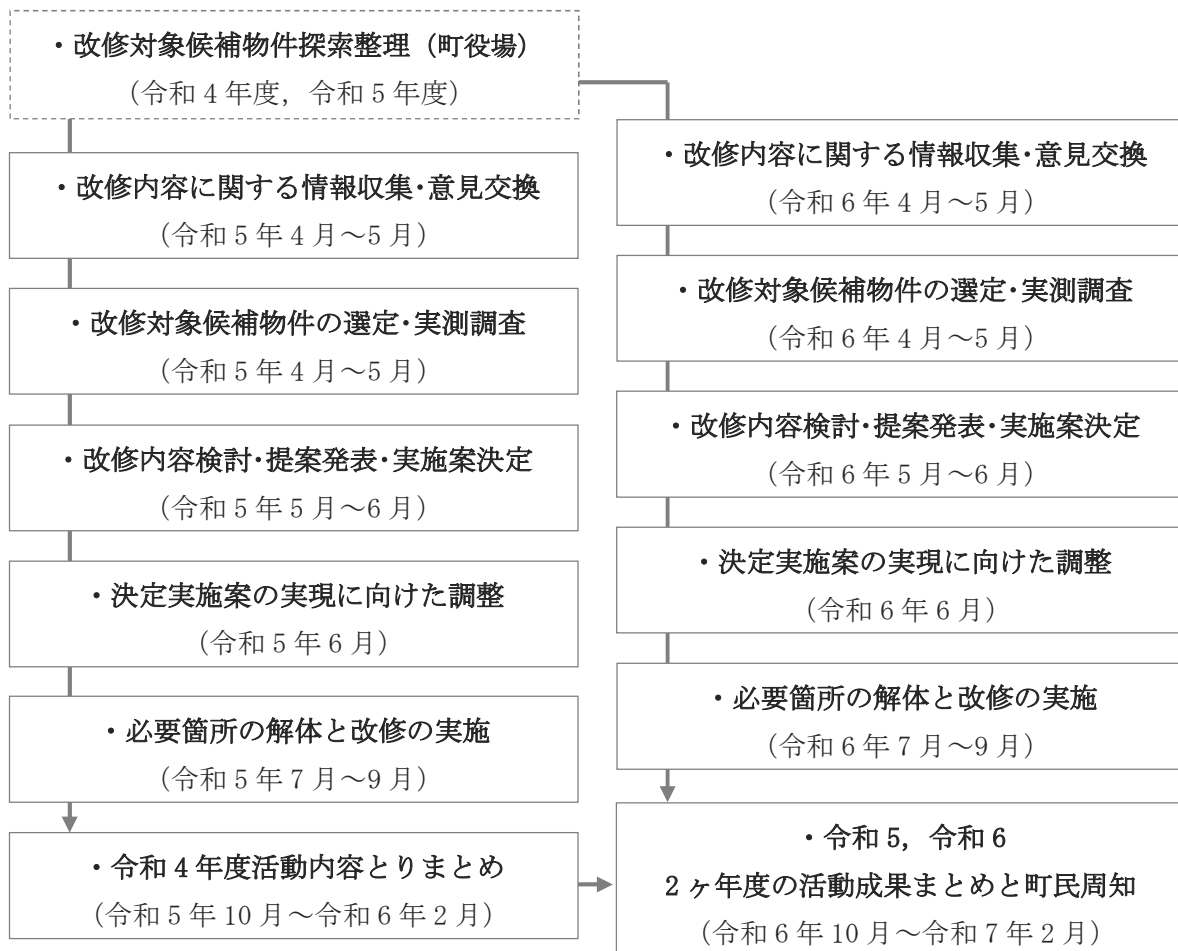 ・改修対象候補物件探索整理（町役場）
（令和 4 年度，令和 5 年度）
・改修内容に関する情報収集･意見交換
（令和 5 年 4 月～5 月）
・改修対象候補物件の選定･実測調査
（令和 5 年 4 月～5 月）
・改修内容検討･提案発表･実施案決定
（令和 5 年 5 月～6 月）
・決定実施案の実現に向けた調整
（令和 5 年 6 月）
・必要箇所の解体と改修の実施
（令和 5 年 7 月～9 月）
・令和 4 年度活動内容とりまとめ
（令和 5 年 10 月～令和 6 年 2 月）
・改修内容に関する情報収集･意見交換
（令和 6 年 4 月～5 月）
・改修対象候補物件の選定･実測調査
（令和 6 年 4 月～5 月）
・改修内容検討･提案発表･実施案決定
（令和 6 年 5 月～6 月）
・決定実施案の実現に向けた調整
（令和 6 年 6 月）
・必要箇所の解体と改修の実施
（令和 6 年 7 月～9 月）
・令和 5，令和 6
2 ヶ年度の活動成果まとめと町民周知
（令和 6 年 10 月～令和 7 年 2 月）